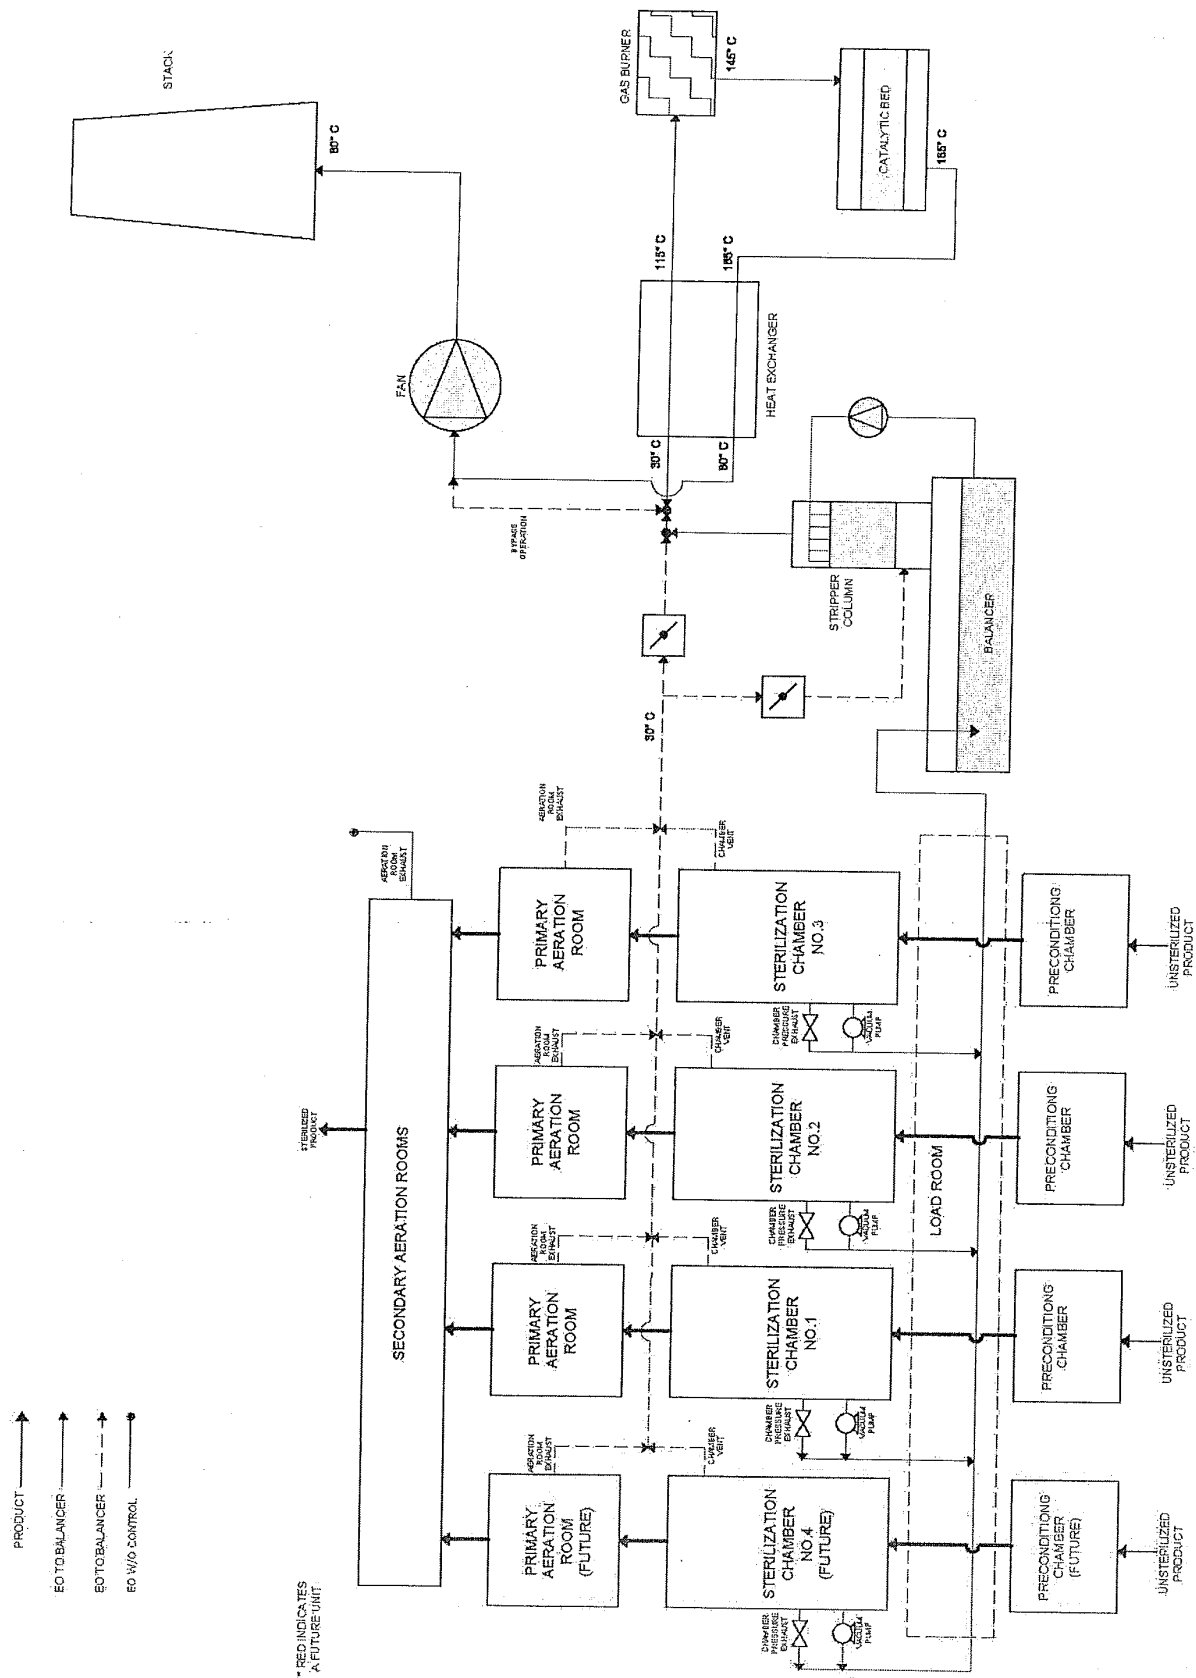 PRODUCT
EO TO BALANCER
EO TO BALANCER
EO W/O CONTROL
* RED INDICATES
A FUTURE UNIT
STACK
80° C
FAN
GAS BURNER
145° C
CATALYTIC BED
165° C
115° C
165° C
HEAT EXCHANGER
30° C
80° C
BYPASS
OPERATION
STRIPPER
COLUMN
BALANCER
30° C
AERATION
ROOM
EXHAUST
STERILIZED
PRODUCT
SECONDARY AERATION ROOMS
PRIMARY
AERATION
ROOM
(FUTURE)
PRIMARY
AERATION
ROOM
PRIMARY
AERATION
ROOM
PRIMARY
AERATION
ROOM
AERATION
ROOM
EXHAUST
AERATION
ROOM
EXHAUST
AERATION
ROOM
EXHAUST
AERATION
ROOM
EXHAUST
CHAMBER
VENT
CHAMBER
VENT
CHAMBER
VENT
CHAMBER
VENT
STERILIZATION
CHAMBER
NO.4
(FUTURE)
STERILIZATION
CHAMBER
NO.1
STERILIZATION
CHAMBER
NO.2
STERILIZATION
CHAMBER
NO.3
CHAMBER
PRESSURE
EXHAUST
VACUUM
PUMP
CHAMBER
PRESSURE
EXHAUST
VACUUM
PUMP
CHAMBER
PRESSURE
EXHAUST
VACUUM
PUMP
CHAMBER
PRESSURE
EXHAUST
VACUUM
PUMP
LOAD ROOM
PRECONDITIONG
CHAMBER
(FUTURE)
PRECONDITIONG
CHAMBER
PRECONDITIONG
CHAMBER
PRECONDITIONG
CHAMBER
UNSTERILIZED
PRODUCT
UNSTERILIZED
PRODUCT
UNSTERILIZED
PRODUCT
UNSTERILIZED
PRODUCT